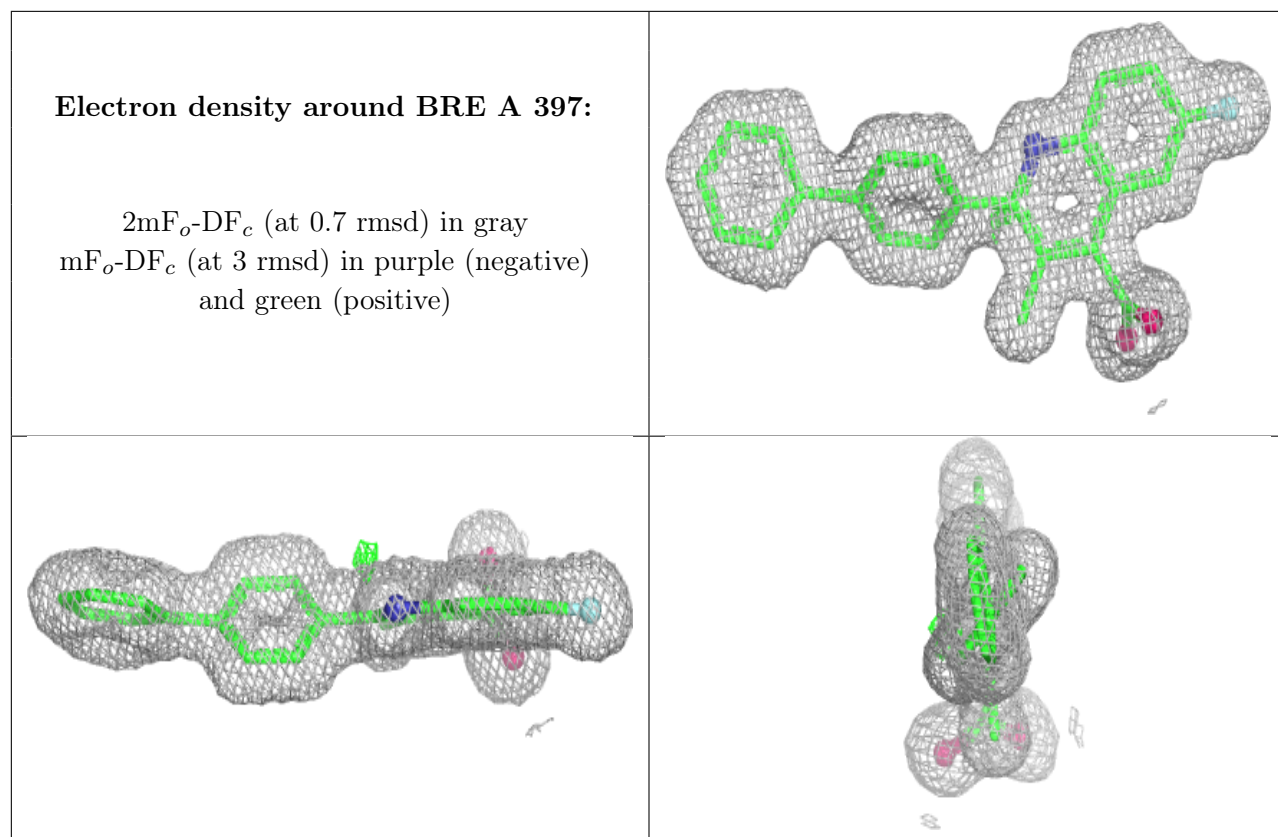 Electron density around BRE A 397:
2mFo-DFc (at 0.7 rmsd) in gray
mFo-DFc (at 3 rmsd) in purple (negative)
and green (positive)